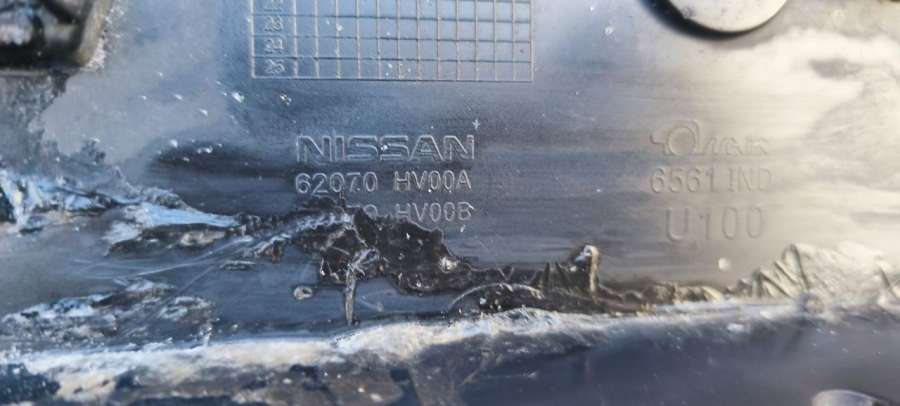 23
24
25
NISSAN
62070 HV00A
HV00B
6561 IND
U100